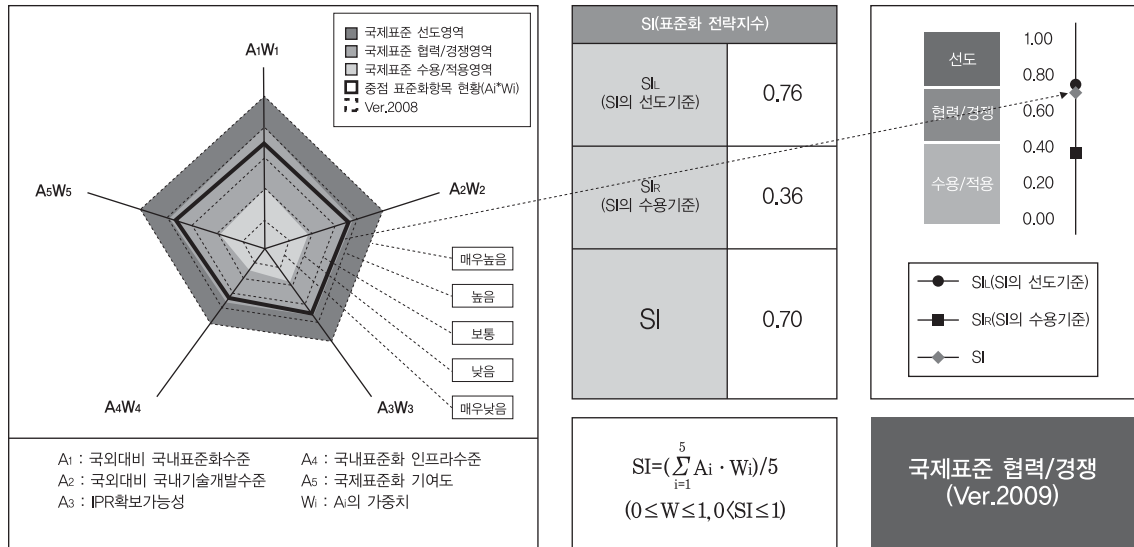 국제표준 선도영역
국제표준 협력/경쟁영역
국제표준 수용/적용영역
중점 표준화항목 현황(Ai*Wi)
Ver.2008
A1W1
A2W2
A3W3
A4W4
A5W5
매우높음
높음
보통
낮음
매우낮음
A1 : 국외대비 국내표준화수준
A2 : 국외대비 국내기술개발수준
A3 : IPR확보가능성
A4 : 국내표준화 인프라수준
A5 : 국제표준화 기여도
Wi : Ai의 가중치
SI(표준화 전략지수)
SIL
(SI의 선도기준)
0.76
SIR
(SI의 수용기준)
0.36
SI
0.70
SI=(∑Ai · Wi)/5
5
i=1
(0≤W≤1, 0<SI≤1)
선도
협력/경쟁
수용/적용
1.00
0.80
0.60
0.40
0.20
0.00
SIL(SI의 선도기준)
SIR(SI의 수용기준)
SI
국제표준 협력/경쟁
(Ver.2009)